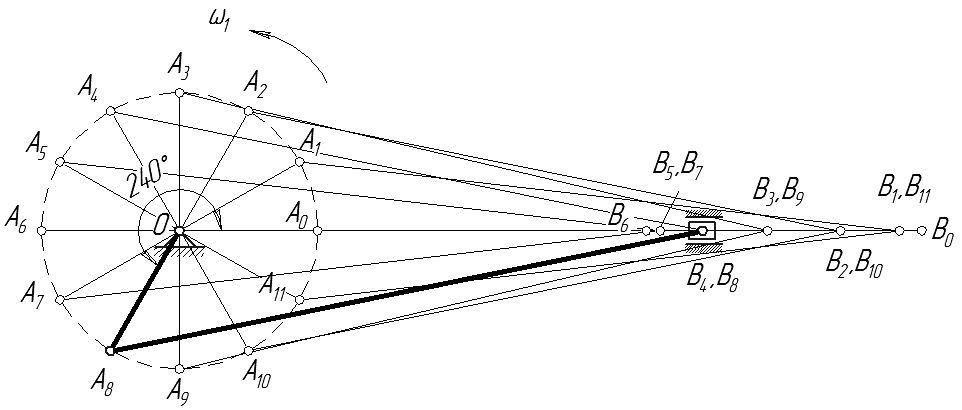 ω₁
A₃
A₄
A₂
A₅
A₁
240°
B₅,B₇
B₃,B₉
B₁,B₁₁
A₆
O
A₀
B₆
B₀
B₄,B₈
B₂,B₁₀
A₇
A₁₁
A₈
A₉
A₁₀